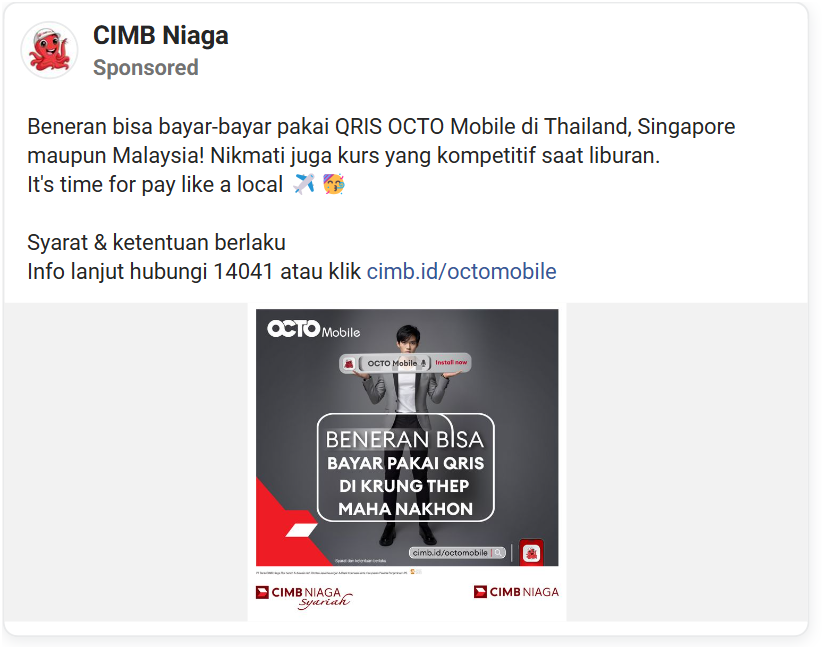 CIMB Niaga
Sponsored
Beneran bisa bayar-bayar pakai QRIS OCTO Mobile di Thailand, Singapore
maupun Malaysia! Nikmati juga kurs yang kompetitif saat liburan.
It's time for pay like a local ✈️ 🥳
Syarat & ketentuan berlaku
Info lanjut hubungi 14041 atau klik cimb.id/octomobile
OCTO Mobile
OCTO Mobile Install now
BENERAN BISA
BAYAR PAKAI QRIS
DI KRUNG THEP
MAHA NAKHON
cimb.id/octomobile
Syarat dan ketentuan berlaku
CIMB NIAGA
Syariah
CIMB NIAGA